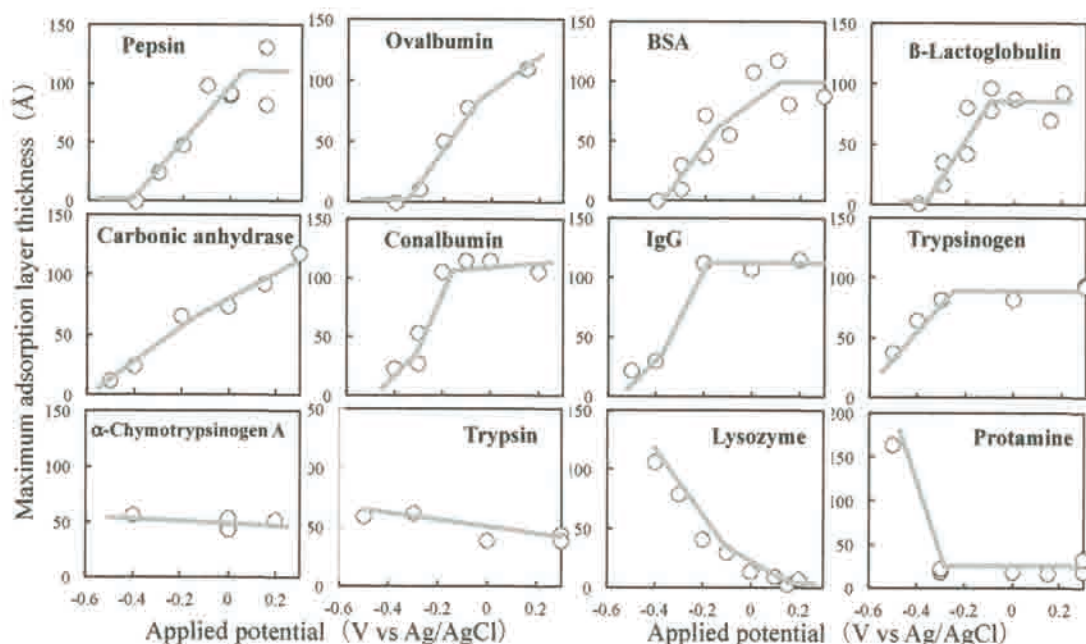 Maximum adsorption layer thickness (Å)
150
100
50
0
Pepsin
150
100
50
0
Ovalbumin
150
100
50
0
BSA
150
100
50
0
ß-Lactoglobulin
150
100
50
0
Carbonic anhydrase
150
100
50
0
Conalbumin
150
100
50
0
IgG
150
100
50
0
Trypsinogen
150
100
50
0
α-Chymotrypsinogen A
50
100
50
0
Trypsin
150
100
50
0
Lysozyme
200
150
100
50
0
Protamine
-0.6 -0.4 -0.2 0 0.2
-0.6 -0.4 -0.2 0 0.2
-0.6 -0.4 -0.2 0 0.2
-0.6 -0.4 -0.2 0 0.2
Applied potential (V vs Ag/AgCl)
Applied potential (V vs Ag/AgCl)